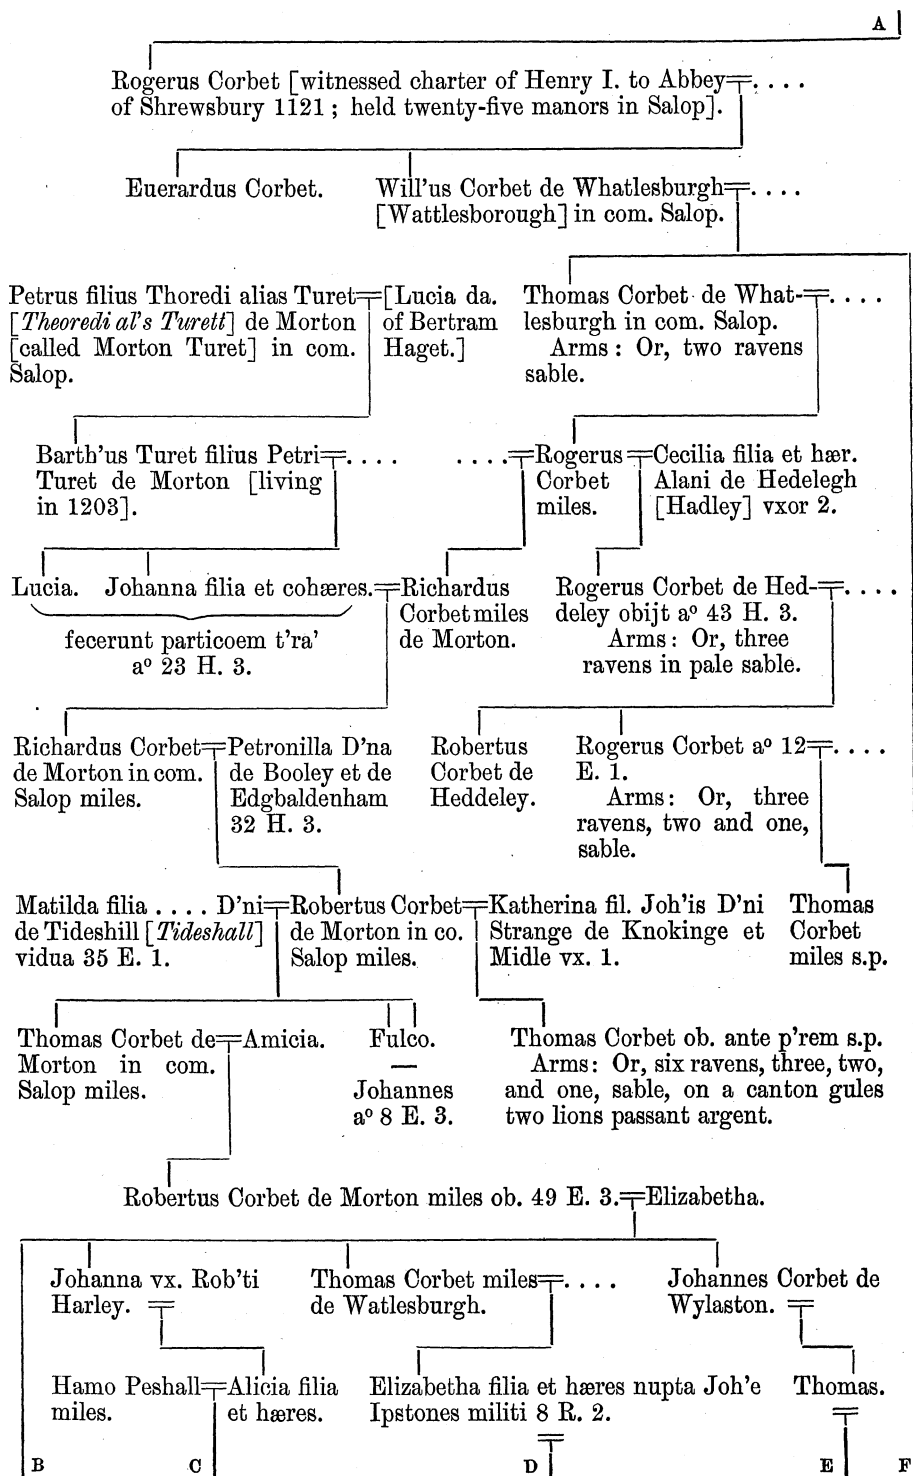 A
Rogerus Corbet [witnessed charter of Henry I. to Abbey . . . .
of Shrewsbury 1121 ; held twenty-five manors in Salop].
Euerardus Corbet.
Will'us Corbet de Whatlesburgh . . . .
[Wattlesborough] in com. Salop.
Petrus filius Thoredi alias Turet
[Theoredi al's Turett] de Morton
[called Morton Turet] in com.
Salop.
[Lucia da.
of Bertram
Haget.]
Thomas Corbet de What- . . . .
lesburgh in com. Salop.
Arms : Or, two ravens
sable.
Barth'us Turet filius Petri . . . .
Turet de Morton [living
in 1203].
. . . . Rogerus
Corbet
miles.
Cecilia filia et hær.
Alani de Hedelegh
[Hadley] vxor 2.
Lucia. Johanna filia et cohæres.
fecerunt particoem t'ra'
aº 23 H. 3.
Richardus
Corbet miles
de Morton.
Rogerus Corbet de Hed- . . . .
deley obijt aº 43 H. 3.
Arms : Or, three
ravens in pale sable.
Richardus Corbet
de Morton in com.
Salop miles.
Petronilla D'na
de Booley et de
Edgbaldenham
32 H. 3.
Robertus
Corbet de
Heddeley.
Rogerus Corbet aº 12 . . . .
E. 1.
Arms : Or, three
ravens, two and one,
sable.
Matilda filia . . . . D'ni
de Tideshill [Tideshall]
vidua 35 E. 1.
Robertus Corbet
de Morton in co.
Salop miles.
Katherina fil. Joh'is D'ni
Strange de Knokinge et
Midle vx. 1.
Thomas
Corbet
miles s.p.
Thomas Corbet de
Morton in com.
Salop miles.
Amicia.
Fulco.
—
Johannes
aº 8 E. 3.
Thomas Corbet ob. ante p'rem s.p.
Arms : Or, six ravens, three, two,
and one, sable, on a canton gules
two lions passant argent.
Robertus Corbet de Morton miles ob. 49 E. 3. Elizabetha.
Johanna vx. Rob'ti
Harley.
Thomas Corbet miles . . . .
de Watlesburgh.
Johannes Corbet de
Wylaston.
Hamo Peshall
miles.
Alicia filia
et hæres.
Elizabetha filia et hæres nupta Joh'e
Ipstones militi 8 R. 2.
Thomas.
B C D E F